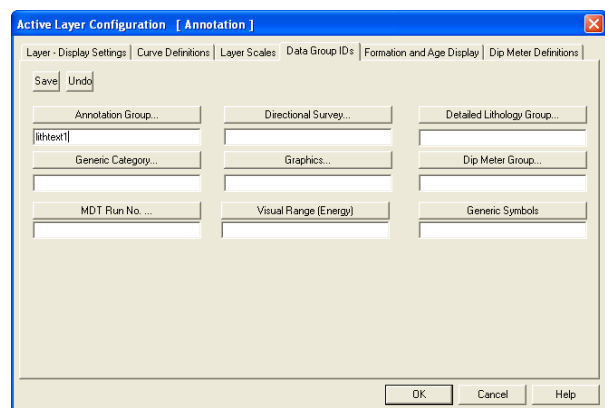 Active Layer Configuration [ Annotation ]
Layer - Display Settings Curve Definitions Layer Scales Data Group IDs Formation and Age Display Dip Meter Definitions
Save Undo
Annotation Group... Directional Survey... Detailed Lithology Group...
lithtext1
Generic Category... Graphics... Dip Meter Group...
MDT Run No. ... Visual Range (Energy) Generic Symbols
OK Cancel Help